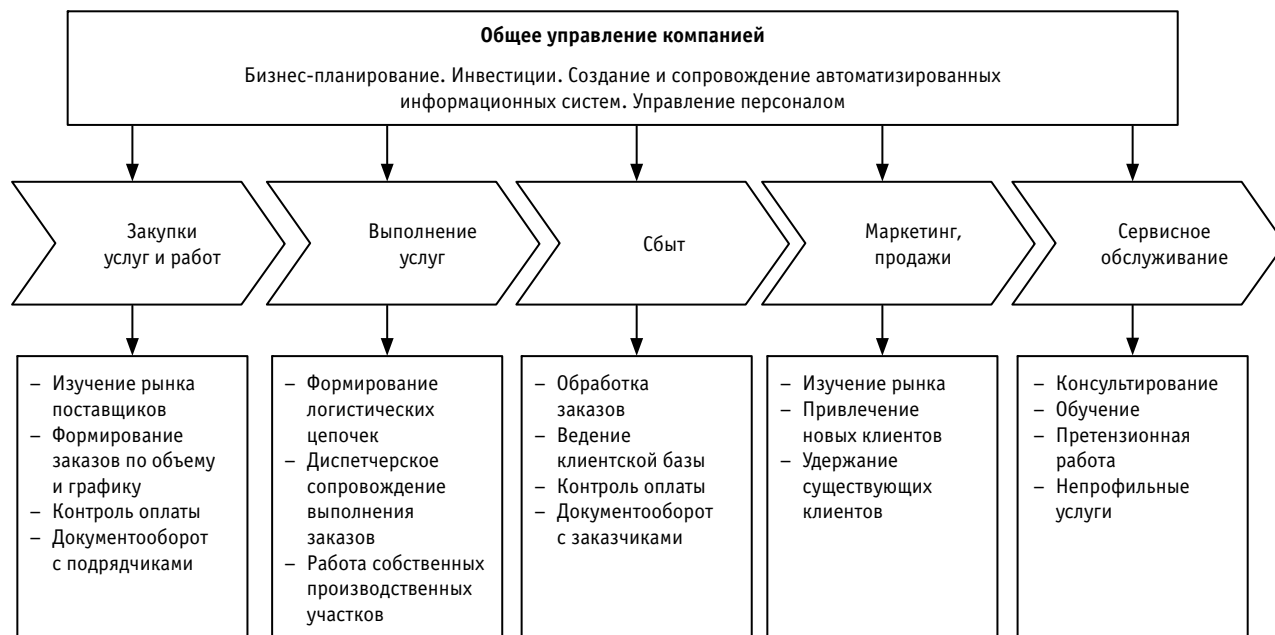 Общее управление компанией
Бизнес-планирование. Инвестиции. Создание и сопровождение автоматизированных
информационных систем. Управление персоналом
Закупки
услуг и работ
Выполнение
услуг
Сбыт
Маркетинг,
продажи
Сервисное
обслуживание
– Изучение рынка
поставщиков
– Формирование
заказов по объему
и графику
– Контроль оплаты
– Документооборот
с подрядчиками
– Формирование
логистических
цепочек
– Диспетчерское
сопровождение
выполнения
заказов
– Работа собственных
производственных
участков
– Обработка
заказов
– Ведение
клиентской базы
– Контроль оплаты
– Документооборот
с заказчиками
– Изучение рынка
– Привлечение
новых клиентов
– Удержание
существующих
клиентов
– Консультирование
– Обучение
– Претензионная
работа
– Непрофильные
услуги